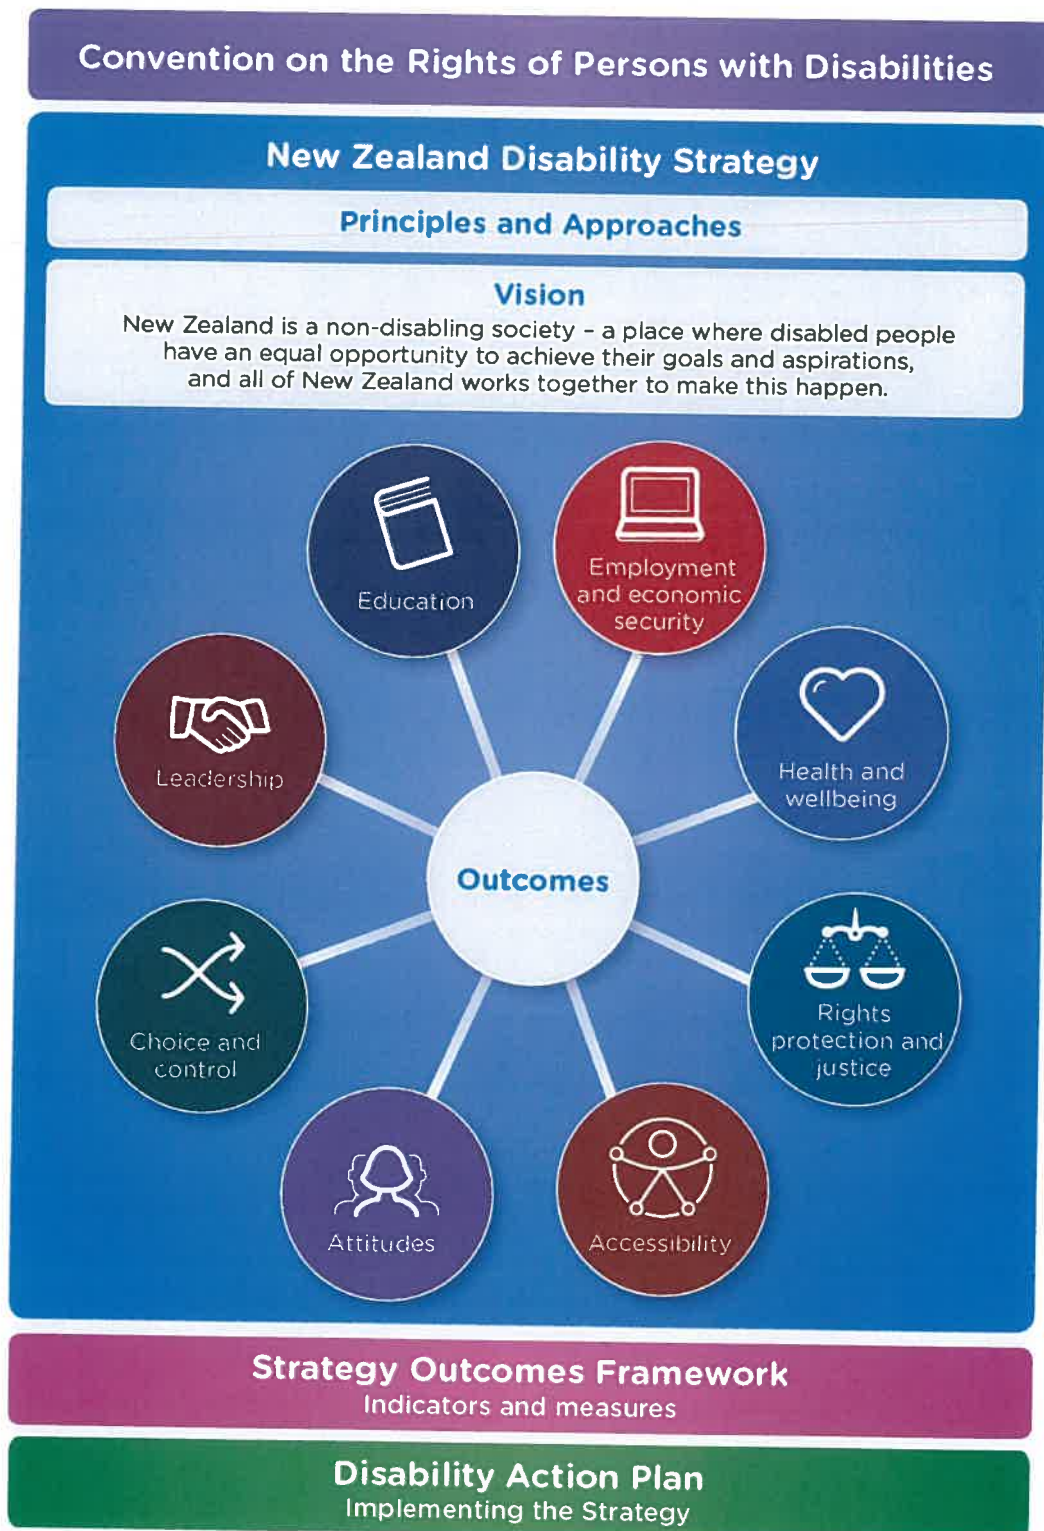 Convention on the Rights of Persons with Disabilities
New Zealand Disability Strategy
Principles and Approaches
Vision
New Zealand is a non-disabling society – a place where disabled people
have an equal opportunity to achieve their goals and aspirations,
and all of New Zealand works together to make this happen.
Education
Employment
and economic
security
Health and
wellbeing
Rights
protection and
justice
Accessibility
Attitudes
Choice and
control
Leadership
Outcomes
Strategy Outcomes Framework
Indicators and measures
Disability Action Plan
Implementing the Strategy